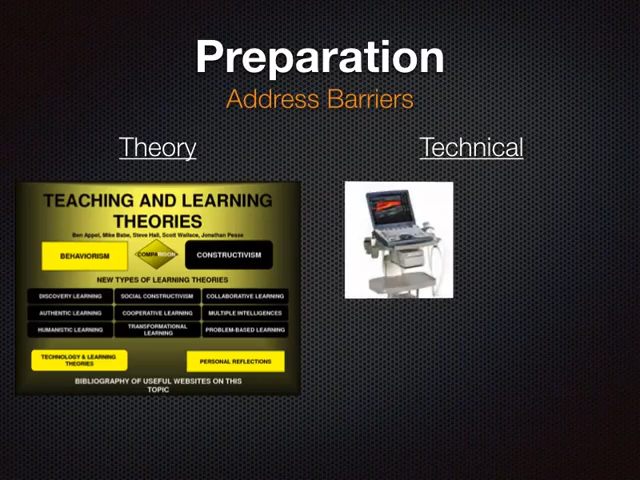 Preparation
Address Barriers
Theory
Technical
TEACHING AND LEARNING
THEORIES
Ben Appel, Mike Babe, Steve Hall, Scott Wallace, Jonathan Pease
BEHAVIORISM
COMPARISON
CONSTRUCTIVISM
NEW TYPES OF LEARNING THEORIES
DISCOVERY LEARNING
SOCIAL CONSTRUCTIVISM
COLLABORATIVE LEARNING
AUTHENTIC LEARNING
COOPERATIVE LEARNING
MULTIPLE INTELLIGENCES
HUMANISTIC LEARNING
TRANSFORMATIONAL
LEARNING
PROBLEM-BASED LEARNING
TECHNOLOGY & LEARNING
THEORIES
PERSONAL REFLECTIONS
BIBLIOGRAPHY OF USEFUL WEBSITES ON THIS
TOPIC